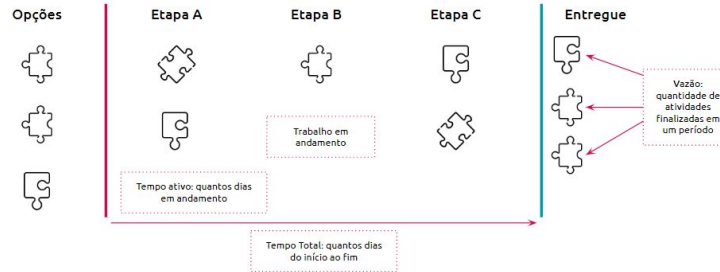 Opções
Etapa A
Etapa B
Etapa C
Entregue
Vazão:
quantidade de
atividades
finalizadas em
um período
Trabalho em
andamento
Tempo ativo: quantos dias
em andamento
Tempo Total: quantos dias
do início ao fim